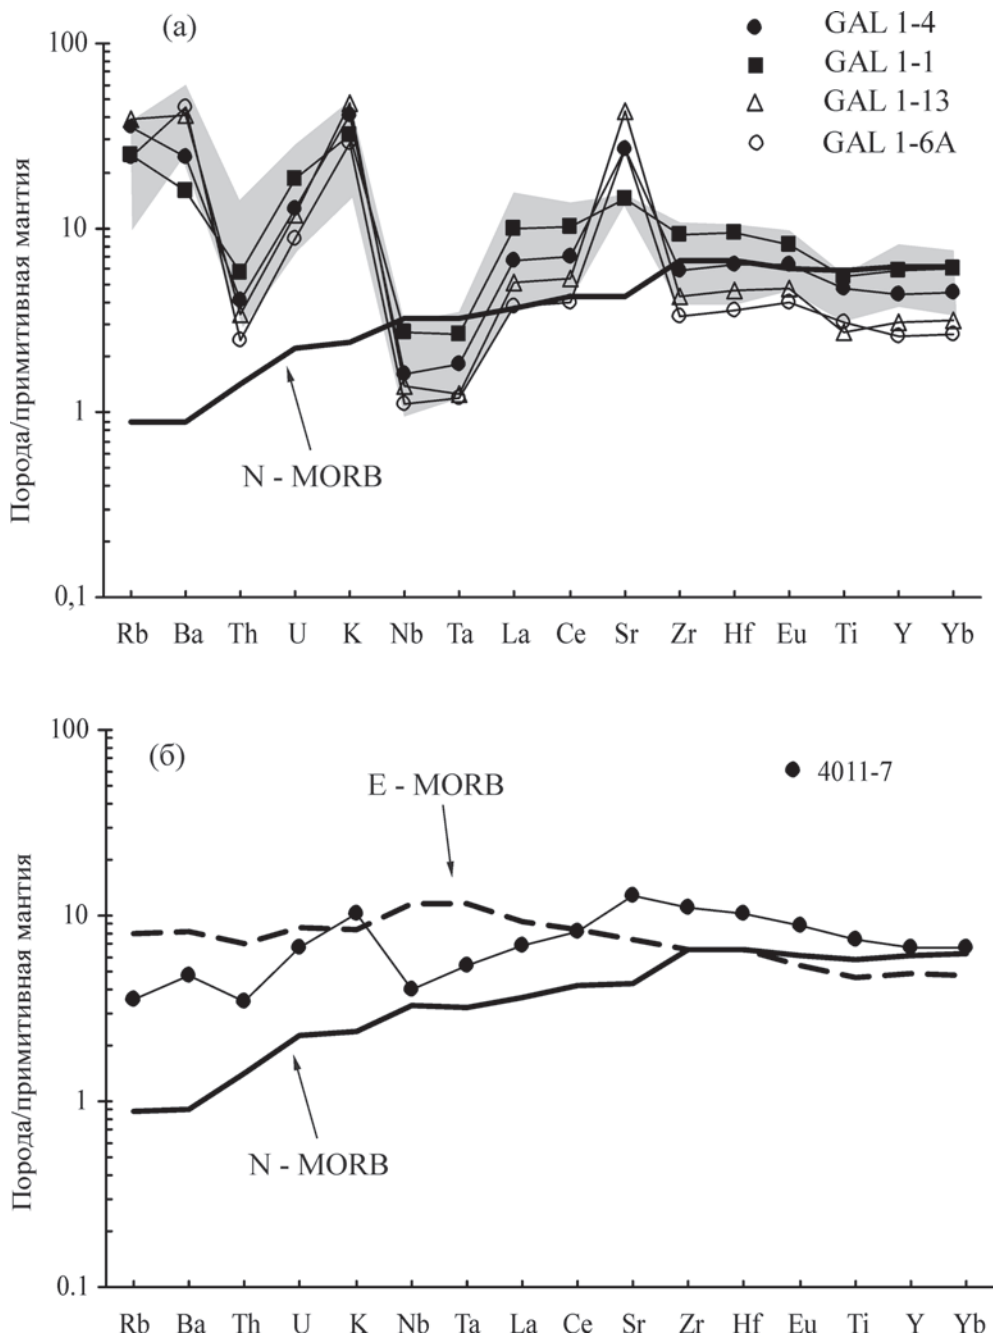 (а)
GAL 1-4
GAL 1-1
GAL 1-13
GAL 1-6A
100
10
1
0,1
Порода/примитивная мантия
N - MORB
Rb Ba Th U K Nb Ta La Ce Sr Zr Hf Eu Ti Y Yb
(б)
4011-7
E - MORB
100
10
1
0.1
Порода/примитивная мантия
N - MORB
Rb Ba Th U K Nb Ta La Ce Sr Zr Hf Eu Ti Y Yb